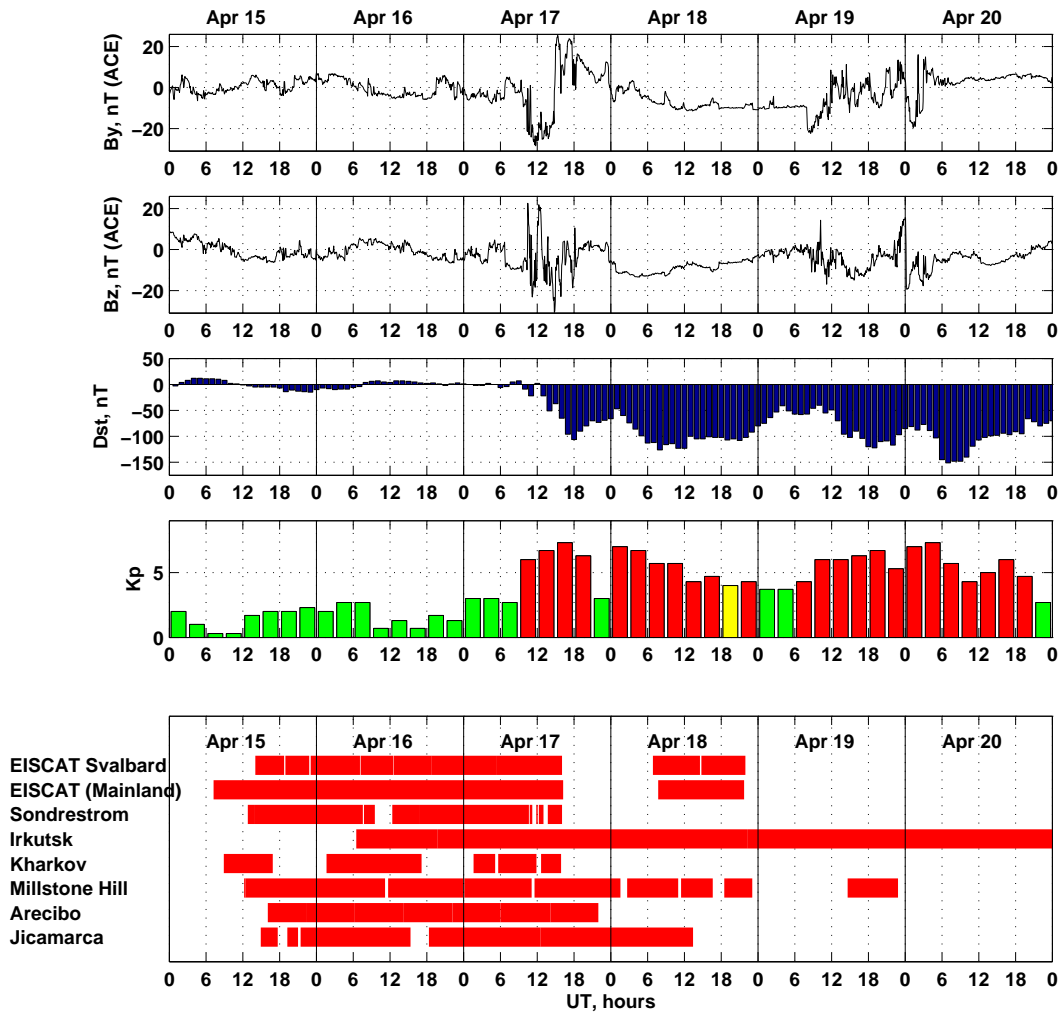 Apr 15 Apr 16 Apr 17 Apr 18 Apr 19 Apr 20
By, nT (ACE)
20
0
−20
0 6 12 18 0 6 12 18 0 6 12 18 0 6 12 18 0 6 12 18 0 6 12 18 0
Bz, nT (ACE)
20
0
−20
0 6 12 18 0 6 12 18 0 6 12 18 0 6 12 18 0 6 12 18 0 6 12 18 0
Dst, nT
50
0
−50
−100
−150
0 6 12 18 0 6 12 18 0 6 12 18 0 6 12 18 0 6 12 18 0 6 12 18 0
Kp
5
0
0 6 12 18 0 6 12 18 0 6 12 18 0 6 12 18 0 6 12 18 0 6 12 18 0
Apr 15 Apr 16 Apr 17 Apr 18 Apr 19 Apr 20
EISCAT Svalbard
EISCAT (Mainland)
Sondrestrom
Irkutsk
Kharkov
Millstone Hill
Arecibo
Jicamarca
0 6 12 18 0 6 12 18 0 6 12 18 0 6 12 18 0 6 12 18 0 6 12 18 0
UT, hours